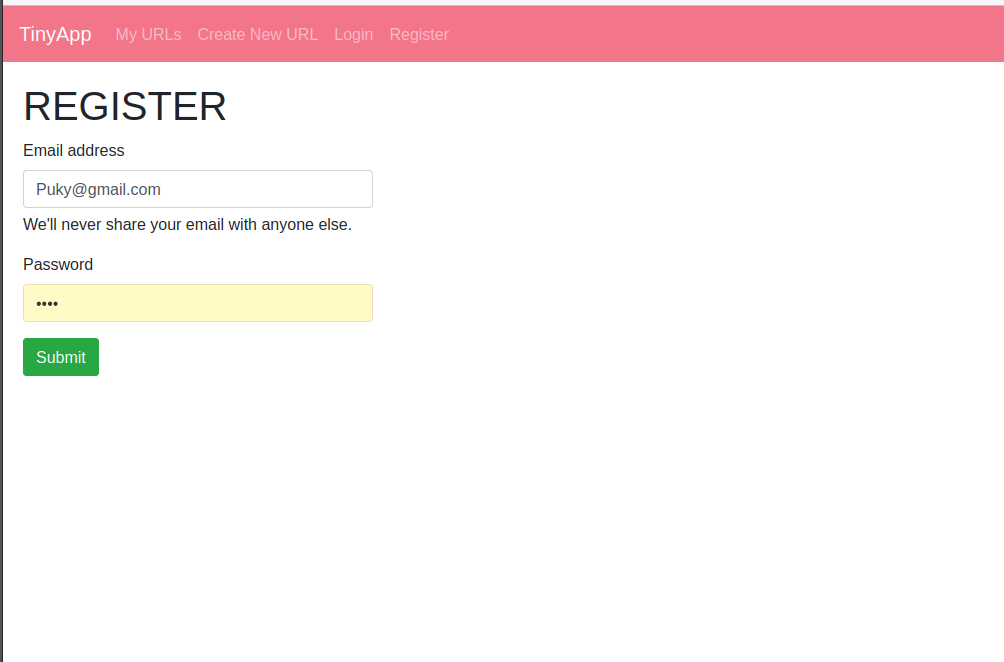 TinyApp My URLs Create New URL Login Register
REGISTER
Email address
Puky@gmail.com
We'll never share your email with anyone else.
Password
••••
Submit